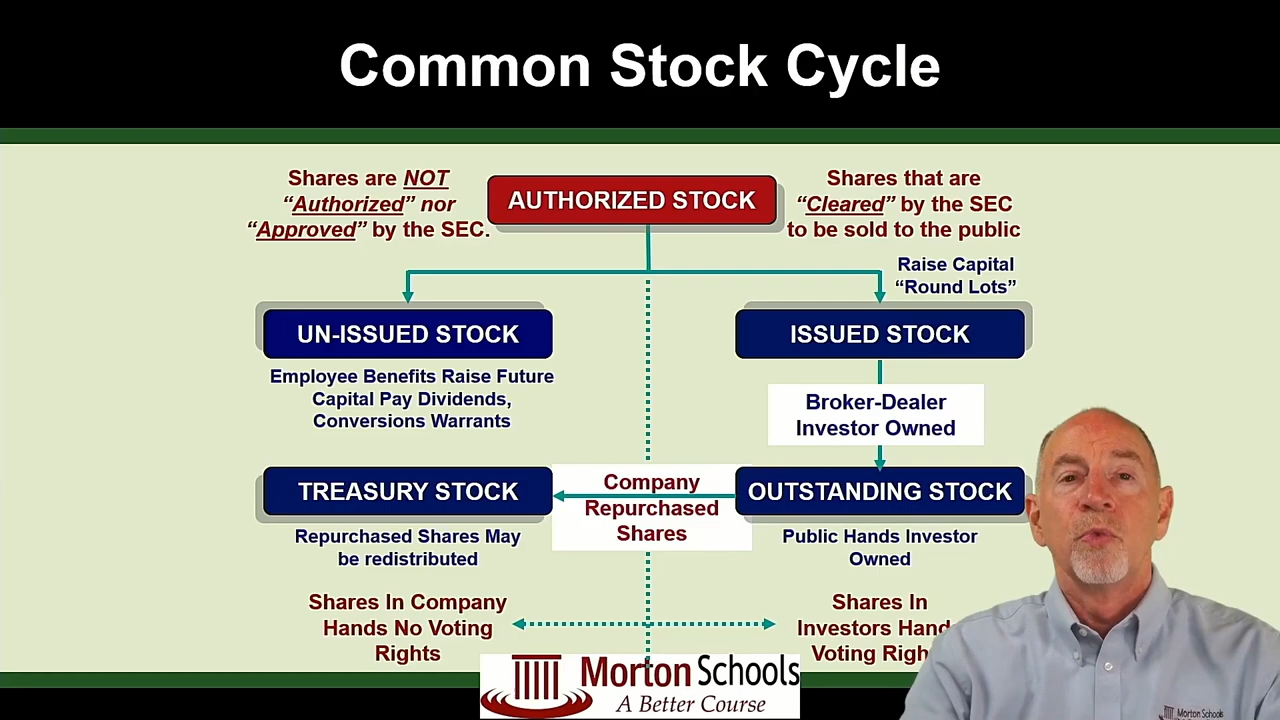 Common Stock Cycle
Shares are NOT
“Authorized” nor
“Approved” by the SEC.
AUTHORIZED STOCK
Shares that are
“Cleared” by the SEC
to be sold to the public
Raise Capital
“Round Lots”
UN-ISSUED STOCK
Employee Benefits Raise Future
Capital Pay Dividends,
Conversions Warrants
ISSUED STOCK
Broker-Dealer
Investor Owned
TREASURY STOCK
Company
Repurchased
Shares
OUTSTANDING STOCK
Repurchased Shares May
be redistributed
Public Hands Investor
Owned
Shares In Company
Hands No Voting
Rights
Shares In
Investors Hand
Voting Righ
Morton Schools
A Better Course
Morton Schools